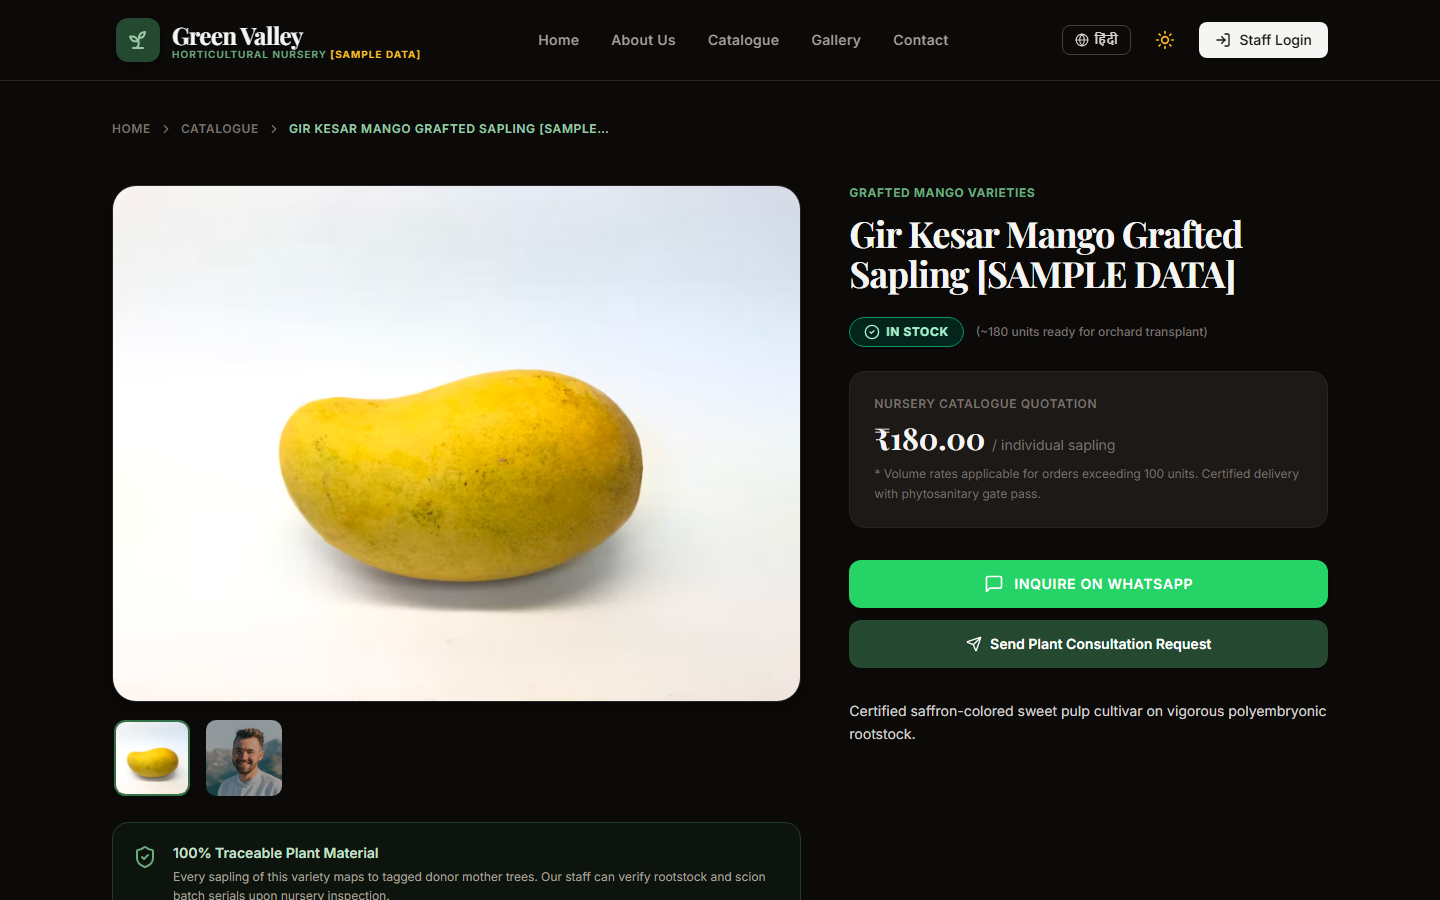 Green Valley
HORTICULTURAL NURSERY [SAMPLE DATA]
Home
About Us
Catalogue
Gallery
Contact
हिंदी
Staff Login
HOME
CATALOGUE
GIR KESAR MANGO GRAFTED SAPLING [SAMPLE...
GRAFTED MANGO VARIETIES
Gir Kesar Mango Grafted
Sapling [SAMPLE DATA]
IN STOCK
(~180 units ready for orchard transplant)
NURSERY CATALOGUE QUOTATION
₹180.00 / individual sapling
* Volume rates applicable for orders exceeding 100 units. Certified delivery
with phytosanitary gate pass.
INQUIRE ON WHATSAPP
Send Plant Consultation Request
Certified saffron-colored sweet pulp cultivar on vigorous polyembryonic
rootstock.
100% Traceable Plant Material
Every sapling of this variety maps to tagged donor mother trees. Our staff can verify rootstock and scion
batch serials upon nursery inspection.